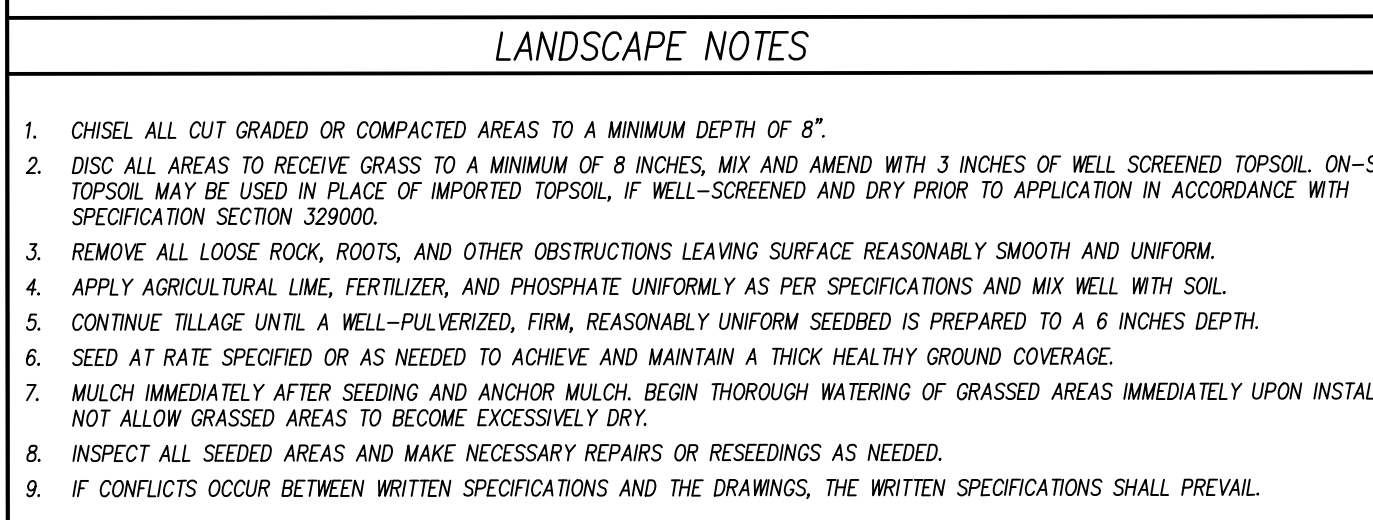 LANDSCAPE NOTES
1. CHISEL ALL CUT GRADED OR COMPACTED AREAS TO A MINIMUM DEPTH OF 8".
2. DISC ALL AREAS TO RECEIVE GRASS TO A MINIMUM OF 8 INCHES, MIX AND AMEND WITH 3 INCHES OF WELL SCREENED TOPSOIL. ON-S
TOPSOIL MAY BE USED IN PLACE OF IMPORTED TOPSOIL, IF WELL-SCREENED AND DRY PRIOR TO APPLICATION IN ACCORDANCE WITH
SPECIFICATION SECTION 329000.
3. REMOVE ALL LOOSE ROCK, ROOTS, AND OTHER OBSTRUCTIONS LEAVING SURFACE REASONABLY SMOOTH AND UNIFORM.
4. APPLY AGRICULTURAL LIME, FERTILIZER, AND PHOSPHATE UNIFORMLY AS PER SPECIFICATIONS AND MIX WELL WITH SOIL.
5. CONTINUE TILLAGE UNTIL A WELL-PULVERIZED, FIRM, REASONABLY UNIFORM SEEDBED IS PREPARED TO A 6 INCHES DEPTH.
6. SEED AT RATE SPECIFIED OR AS NEEDED TO ACHIEVE AND MAINTAIN A THICK HEALTHY GROUND COVERAGE.
7. MULCH IMMEDIATELY AFTER SEEDING AND ANCHOR MULCH. BEGIN THOROUGH WATERING OF GRASSED AREAS IMMEDIATELY UPON INSTAL
NOT ALLOW GRASSED AREAS TO BECOME EXCESSIVELY DRY.
8. INSPECT ALL SEEDED AREAS AND MAKE NECESSARY REPAIRS OR RESEEDINGS AS NEEDED.
9. IF CONFLICTS OCCUR BETWEEN WRITTEN SPECIFICATIONS AND THE DRAWINGS, THE WRITTEN SPECIFICATIONS SHALL PREVAIL.